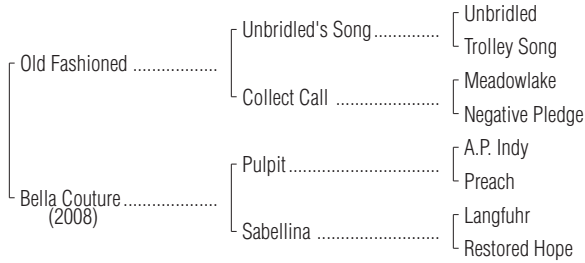 Unbridled
Unbridled's Song
Trolley Song
Old Fashioned
Meadowlake
Collect Call
Negative Pledge
A.P. Indy
Pulpit
Preach
Bella Couture
(2008)
Langfuhr
Sabellina
Restored Hope